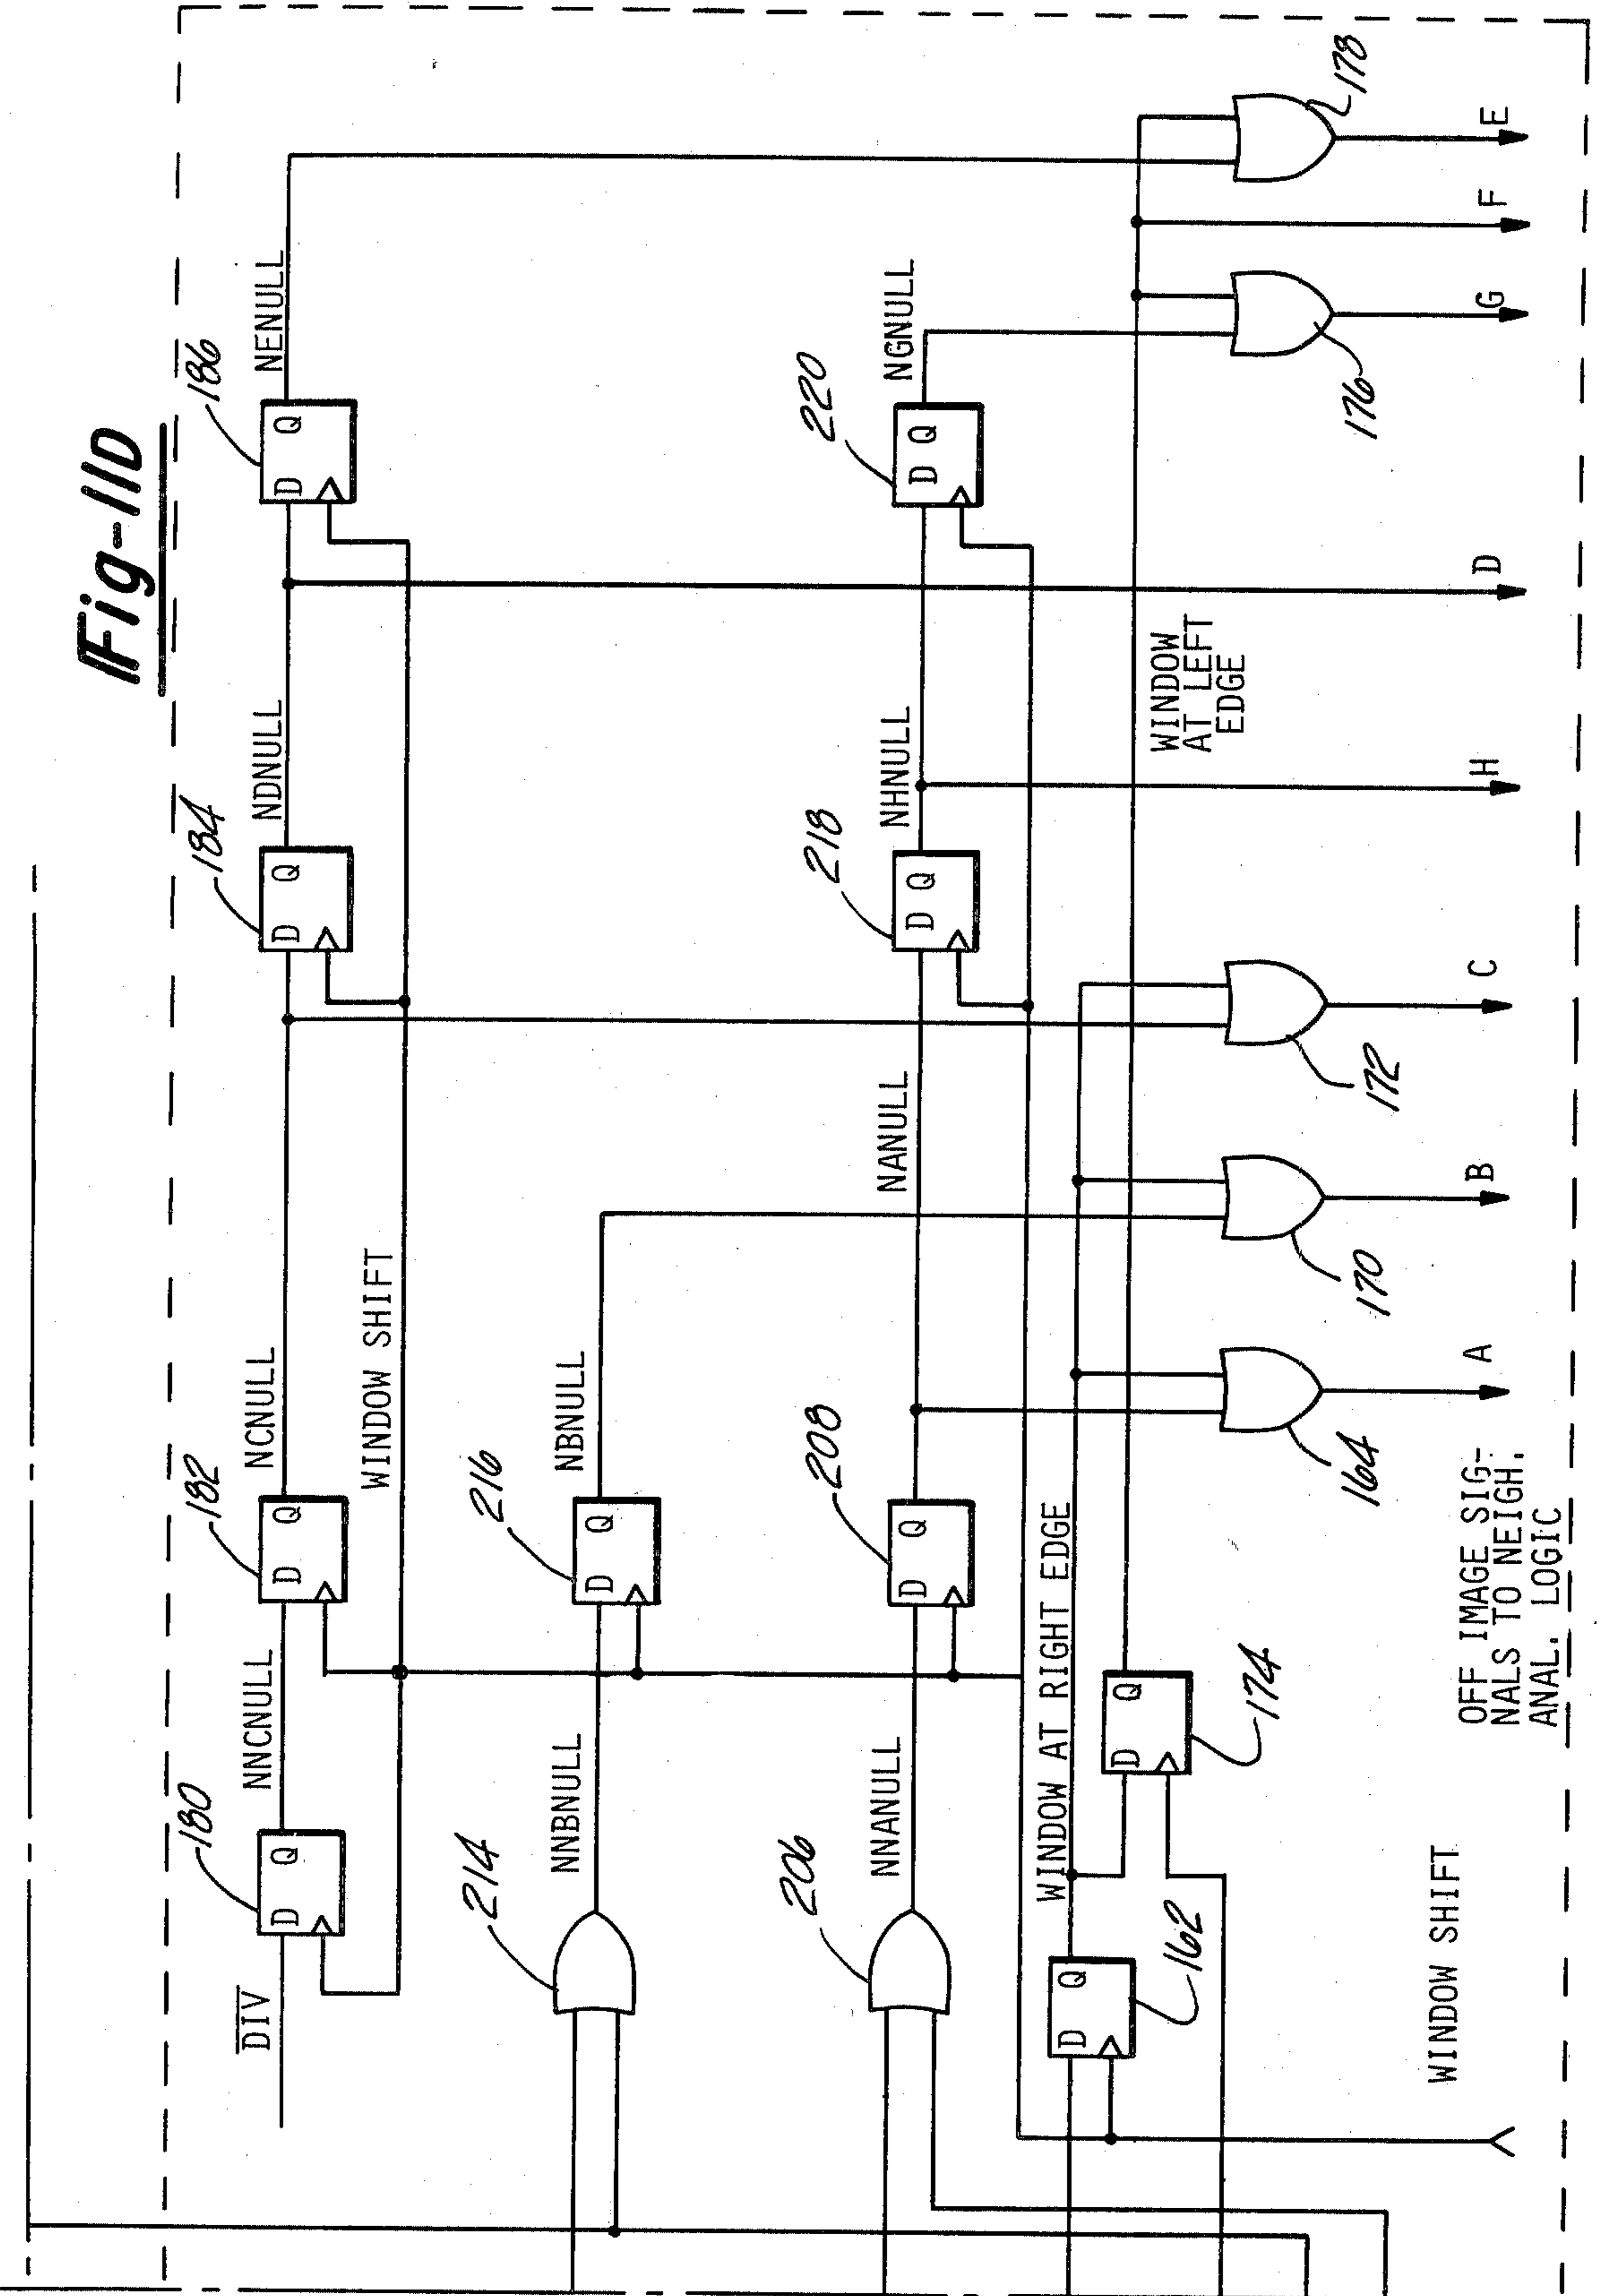 Fig-11D
180
182
184
186
D Q
D Q
D Q
D Q
DIV
NNCNULL
NCNULL
NDNULL
NENULL
WINDOW SHIFT
214
216
D Q
NNBNULL
NBNULL
206
208
218
220
D Q
D Q
D Q
NNANULL
NANULL
NHNULL
NGNULL
WINDOW AT RIGHT EDGE
162
D Q
174
D Q
WINDOW
AT LEFT
EDGE
164
170
172
176
178
WINDOW SHIFT
OFF IMAGE SIG-
NALS TO NEIGH.
ANAL. LOGIC
A
B
C
H
D
G
F
E